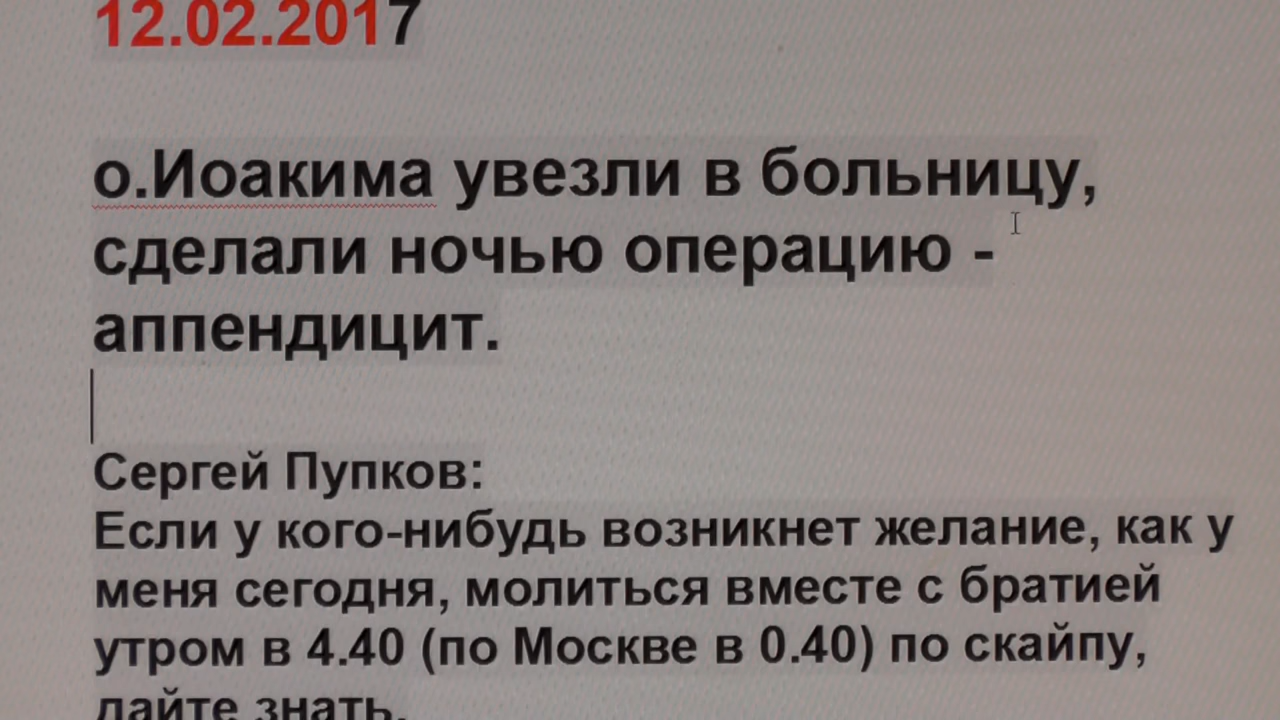 12.02.2017
о.Иоакима увезли в больницу,
сделали ночью операцию -
аппендицит.
Сергей Пупков:
Если у кого-нибудь возникнет желание, как у
меня сегодня, молиться вместе с братией
утром в 4.40 (по Москве в 0.40) по скайпу,
дайте знать.